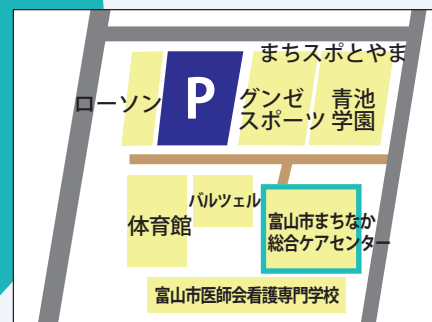 まちスポとやま
ローソン
P
グンゼ
スポーツ
青池
学園
体育館
バルツェル
富山市まちなか
総合ケアセンター
富山市医師会看護専門学校